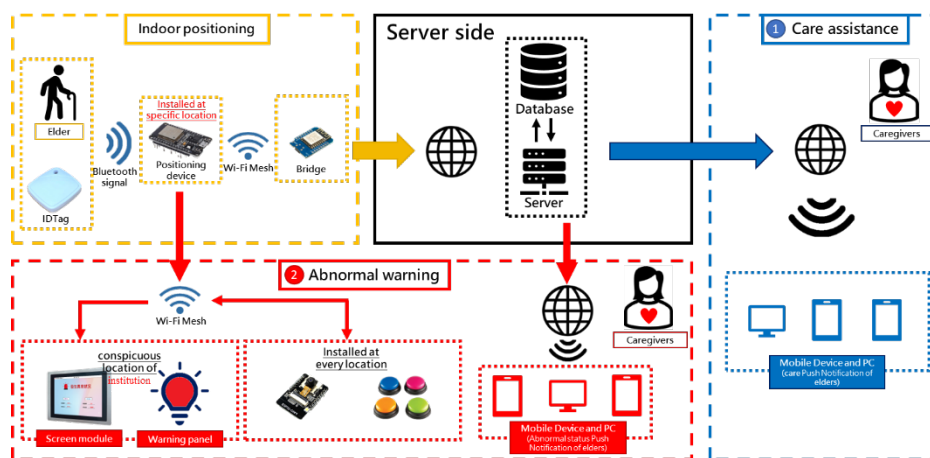 Indoor positioning
Elder
IDTag
Bluetooth
signal
Installed at
specific location
Positioning
device
Wi-Fi Mesh
Bridge
Server side
Database
Server
1 Care assistance
Caregivers
Mobile Device and PC
(care Push Notification of
elders)
2 Abnormal warning
Wi-Fi Mesh
conspicuous
location of
institution
Screen module
Warning panel
Installed at
every location
Caregivers
Mobile Device and PC
(Abnormal status Push
Notification of elders)